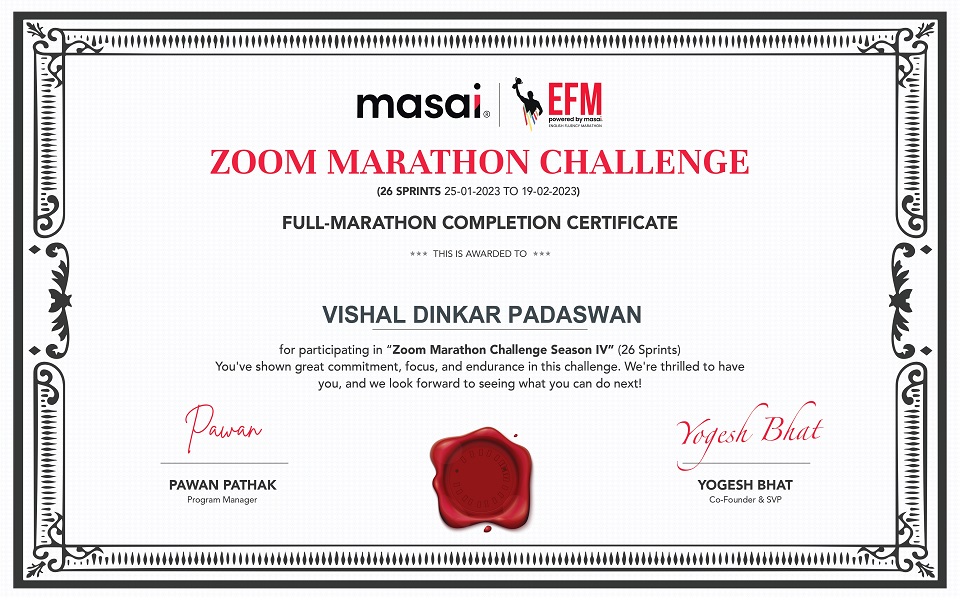 masai®
EFM
powered by masai.
ENGLISH FLUENCY MARATHON
ZOOM MARATHON CHALLENGE
(26 SPRINTS 25-01-2023 TO 19-02-2023)
FULL-MARATHON COMPLETION CERTIFICATE
*** THIS IS AWARDED TO ***
VISHAL DINKAR PADASWAN
for participating in “Zoom Marathon Challenge Season IV” (26 Sprints)
You've shown great commitment, focus, and endurance in this challenge. We're thrilled to have
you, and we look forward to seeing what you can do next!
Pawan
Yogesh Bhat
PAWAN PATHAK
YOGESH BHAT
Program Manager
Co-Founder & SVP